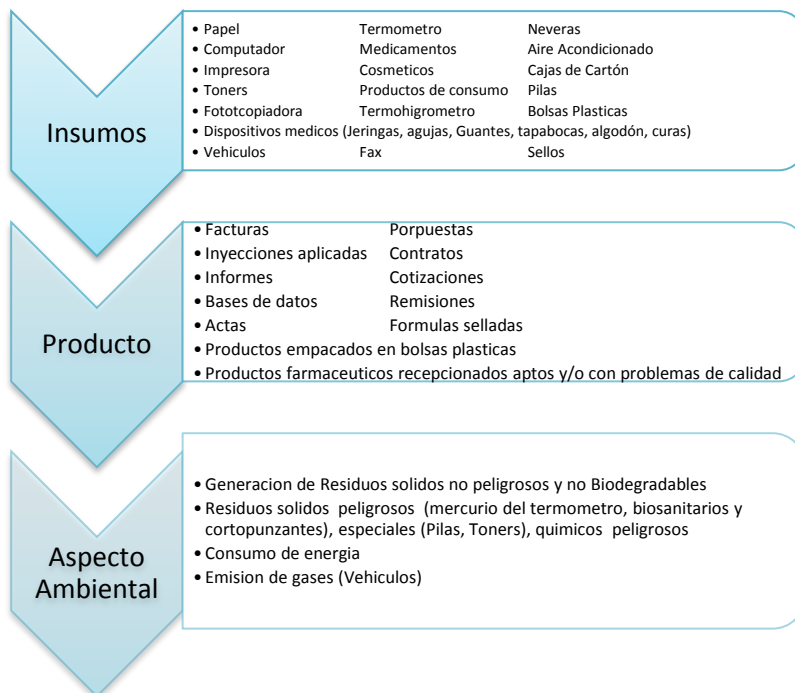 Insumos
• Papel Termometro Neveras
• Computador Medicamentos Aire Acondicionado
• Impresora Cosmeticos Cajas de Cartón
• Toners Productos de consumo Pilas
• Fototcopiadora Termohigrometro Bolsas Plasticas
• Dispositivos medicos (Jeringas, agujas, Guantes, tapabocas, algodón, curas)
• Vehiculos Fax Sellos
Producto
• Facturas Porpuestas
• Inyecciones aplicadas Contratos
• Informes Cotizaciones
• Bases de datos Remisiones
• Actas Formulas selladas
• Productos empacados en bolsas plasticas
• Productos farmaceuticos recepcionados aptos y/o con problemas de calidad
Aspecto
Ambiental
• Generacion de Residuos solidos no peligrosos y no Biodegradables
• Residuos solidos peligrosos (mercurio del termometro, biosanitarios y
cortopunzantes), especiales (Pilas, Toners), quimicos peligrosos
• Consumo de energia
• Emision de gases (Vehiculos)